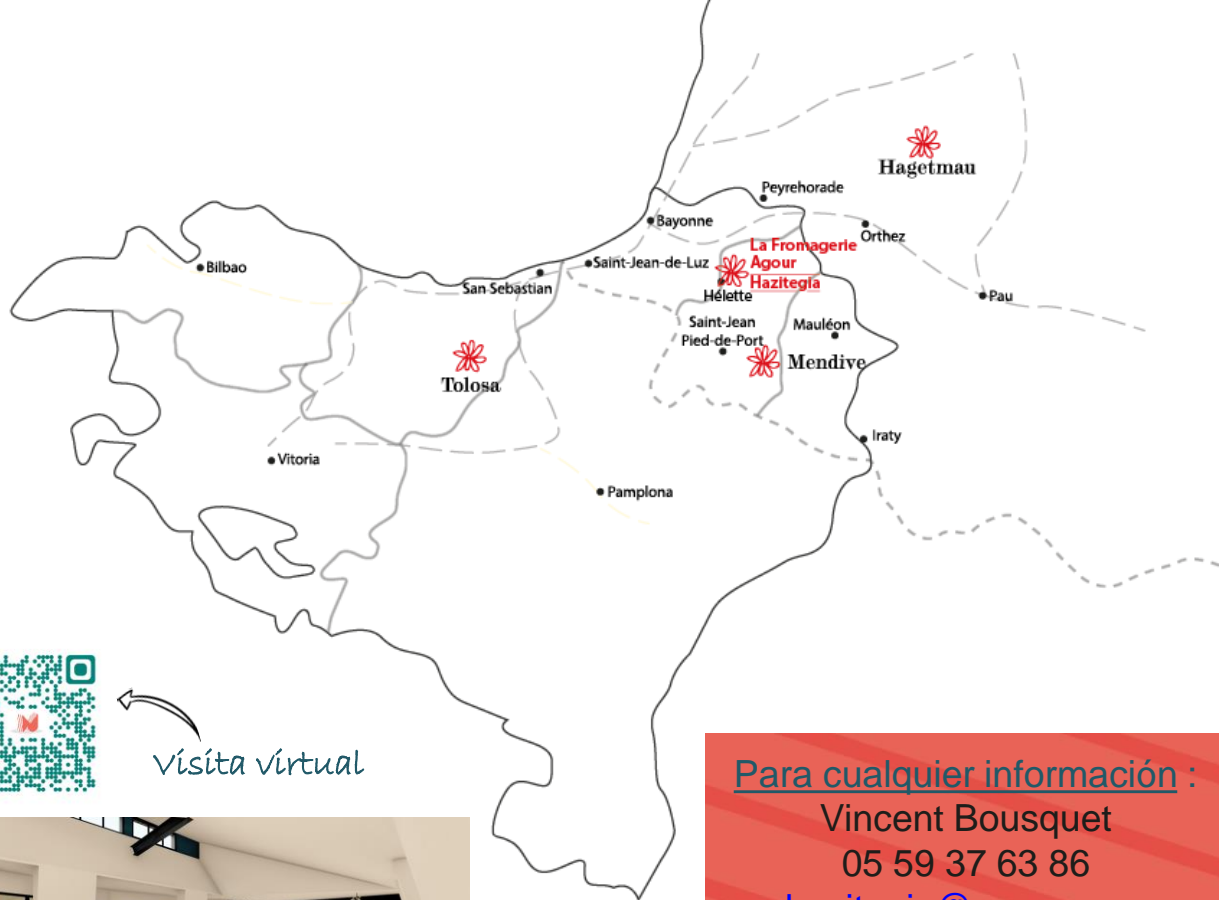 Hagetmau
Peyrehorade
Bayonne
Orthez
La Fromagerie
Agour
Hazitegia
Saint-Jean-de-Luz
Bilbao
San Sebastian
Hélette
Pau
Saint-Jean
Pied-de-Port
Mauléon
Mendive
Tolosa
Iraty
Vitoria
Pamplona
Visita virtual
Para cualquier información :
Vincent Bousquet
05 59 37 63 86